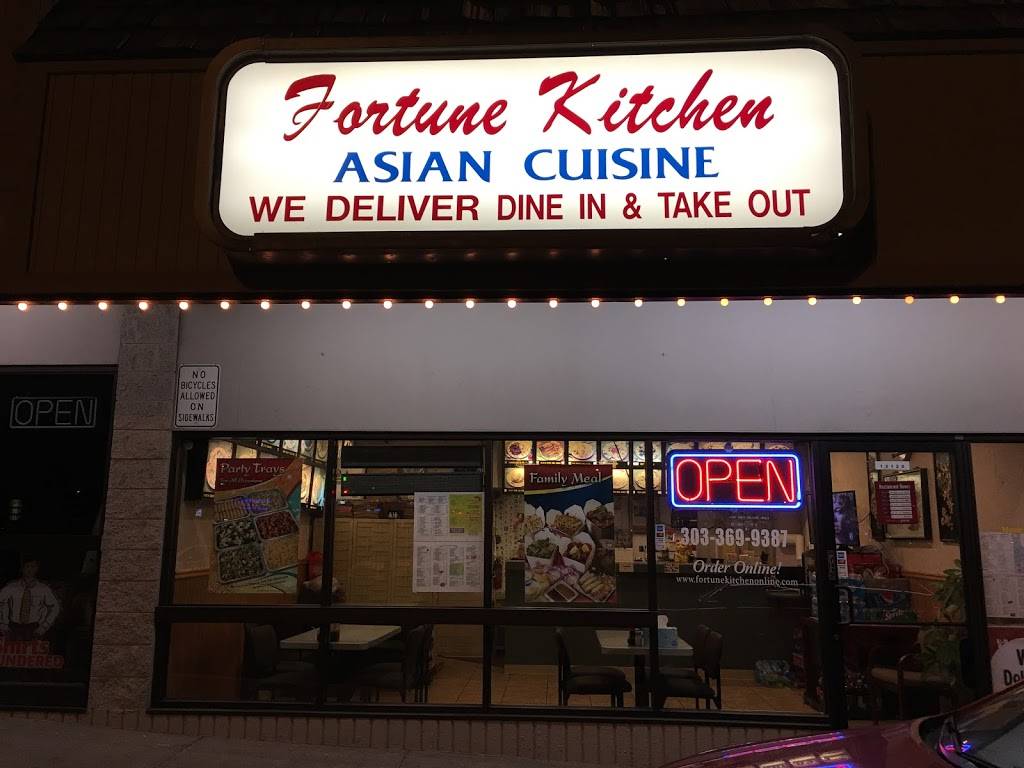 Fortune Kitchen
ASIAN CUISINE
WE DELIVER DINE IN & TAKE OUT
OPEN
NO
BICYCLES
ALLOWED
ON
SIDEWALKS
Party Trays
Family Meal
OPEN
303-369-9387
Order Online!
www.fortunekitchenonline.com